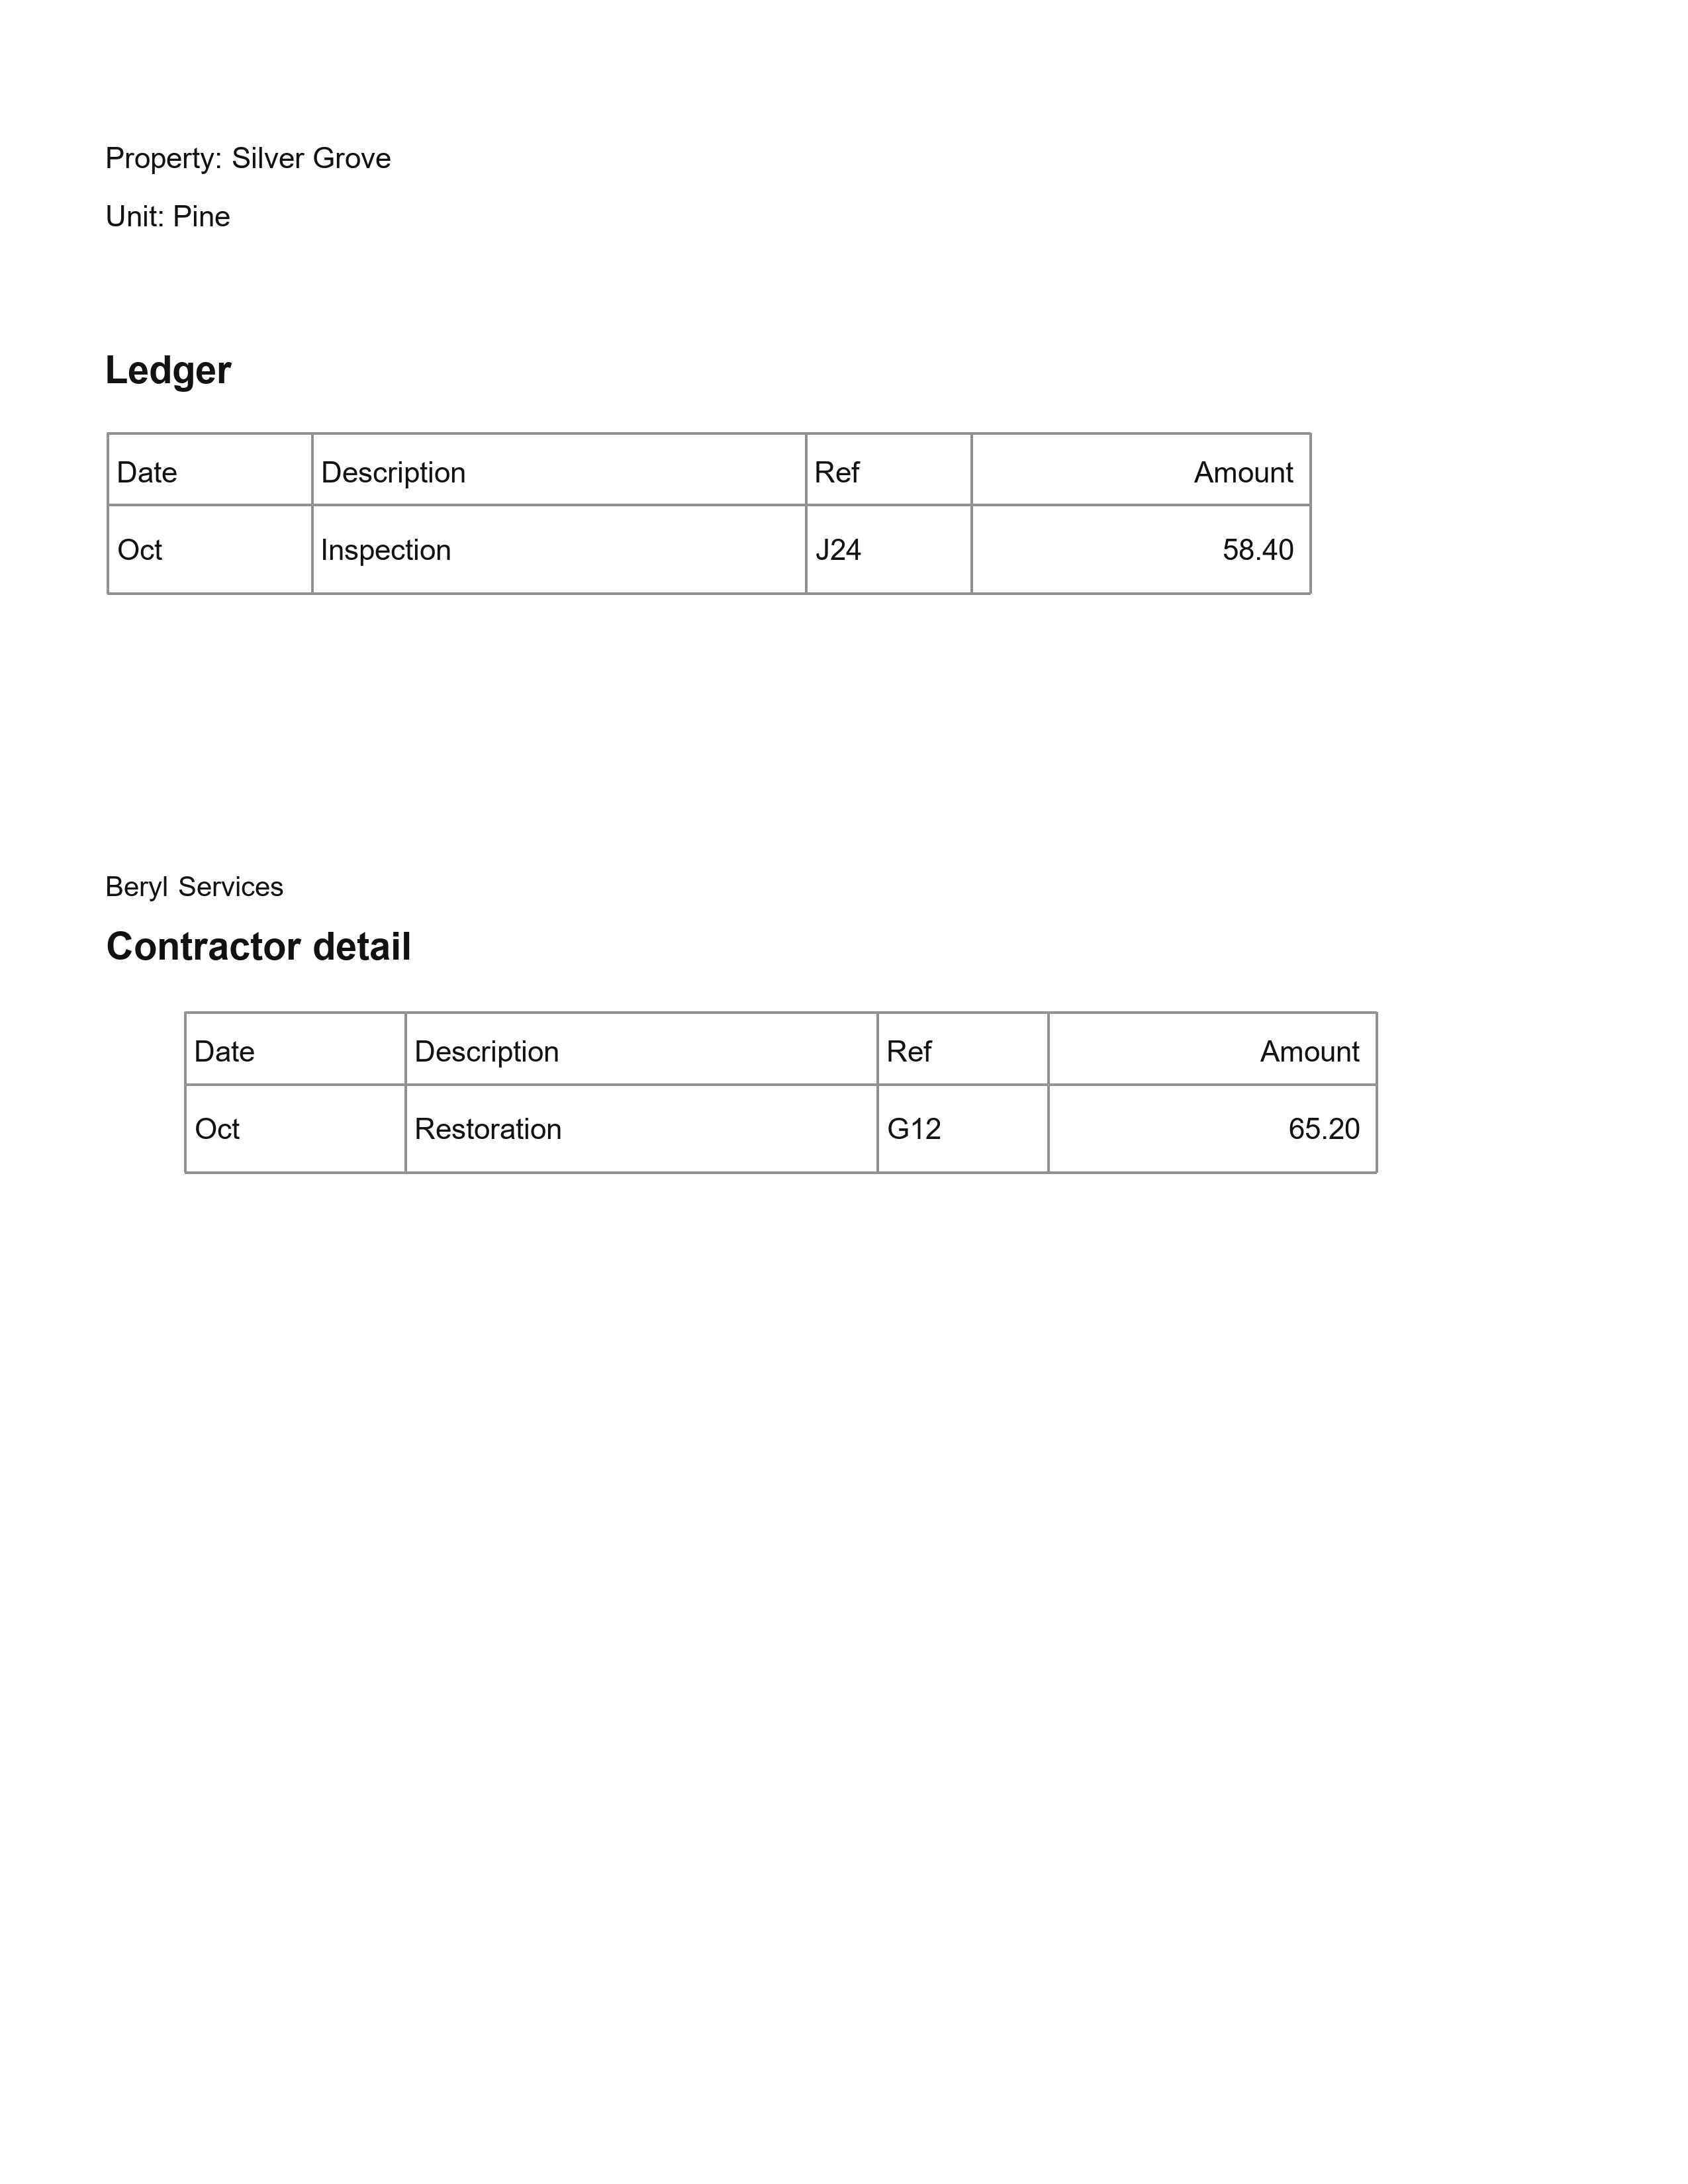 Property: Silver Grove
Unit: Pine
Ledger
Date Description Ref Amount
Oct Inspection J24 58.40
Beryl Services
Contractor detail
Date Description Ref Amount
Oct Restoration G12 65.20